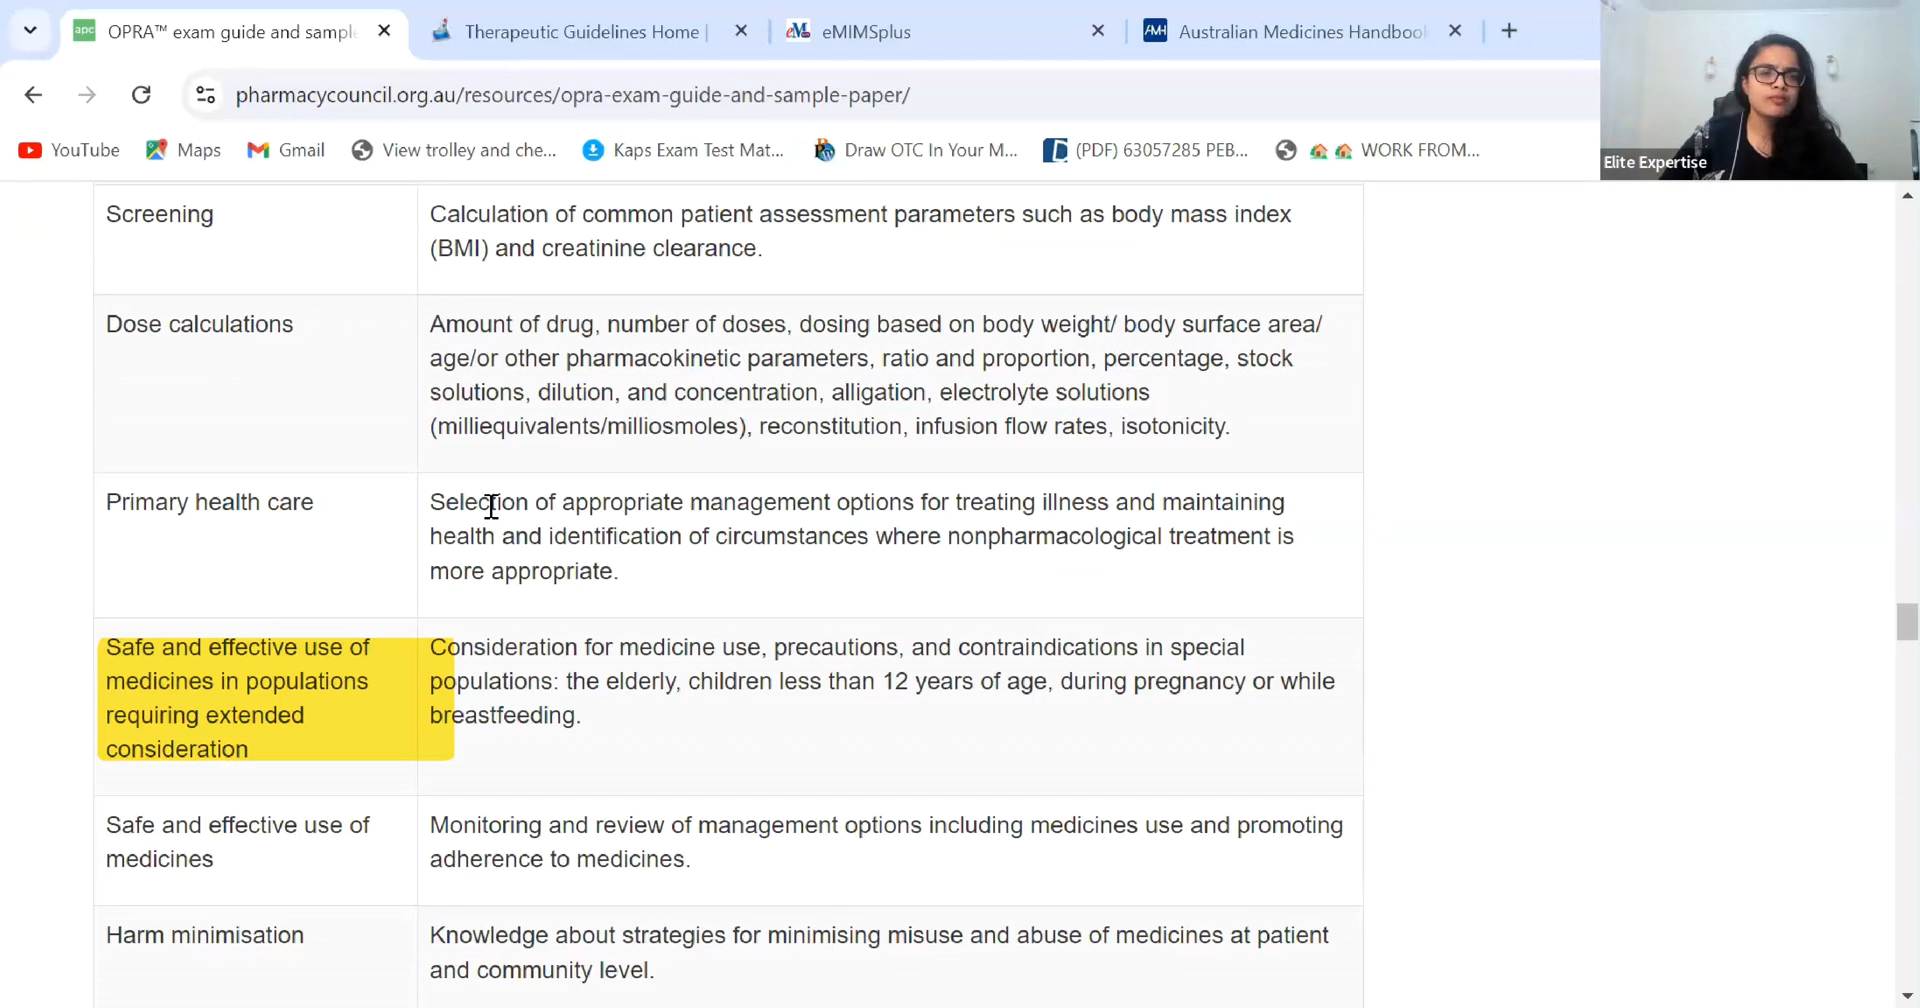 apc OPRA™ exam guide and sample
Therapeutic Guidelines Home |
eM eMIMSplus
AMH Australian Medicines Handbook
pharmacycouncil.org.au/resources/opra-exam-guide-and-sample-paper/
YouTube
Maps
Gmail
View trolley and che...
Kaps Exam Test Mat...
Draw OTC In Your M...
(PDF) 63057285 PEB...
WORK FROM...
Elite Expertise
Screening
Calculation of common patient assessment parameters such as body mass index
(BMI) and creatinine clearance.
Dose calculations
Amount of drug, number of doses, dosing based on body weight/ body surface area/
age/or other pharmacokinetic parameters, ratio and proportion, percentage, stock
solutions, dilution, and concentration, alligation, electrolyte solutions
(milliequivalents/milliosmoles), reconstitution, infusion flow rates, isotonicity.
Primary health care
Selection of appropriate management options for treating illness and maintaining
health and identification of circumstances where nonpharmacological treatment is
more appropriate.
Safe and effective use of
medicines in populations
requiring extended
consideration
Consideration for medicine use, precautions, and contraindications in special
populations: the elderly, children less than 12 years of age, during pregnancy or while
breastfeeding.
Safe and effective use of
medicines
Monitoring and review of management options including medicines use and promoting
adherence to medicines.
Harm minimisation
Knowledge about strategies for minimising misuse and abuse of medicines at patient
and community level.